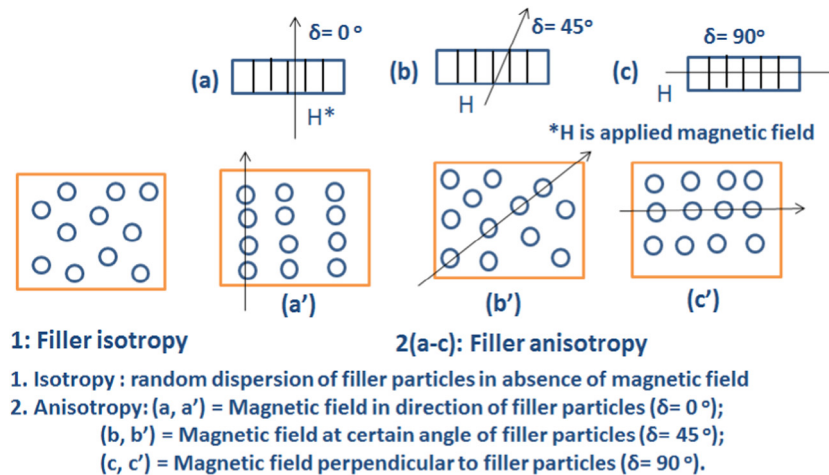 δ= 0 °
δ= 45°
δ= 90°
(a)
(b)
(c)
H*
H
H
*H is applied magnetic field
(a’)
(b’)
(c’)
1: Filler isotropy
2(a-c): Filler anisotropy
1. Isotropy : random dispersion of filler particles in absence of magnetic field
2. Anisotropy: (a, a’) = Magnetic field in direction of filler particles (δ= 0 °);
(b, b’) = Magnetic field at certain angle of filler particles (δ= 45 °);
(c, c’) = Magnetic field perpendicular to filler particles (δ= 90 °).